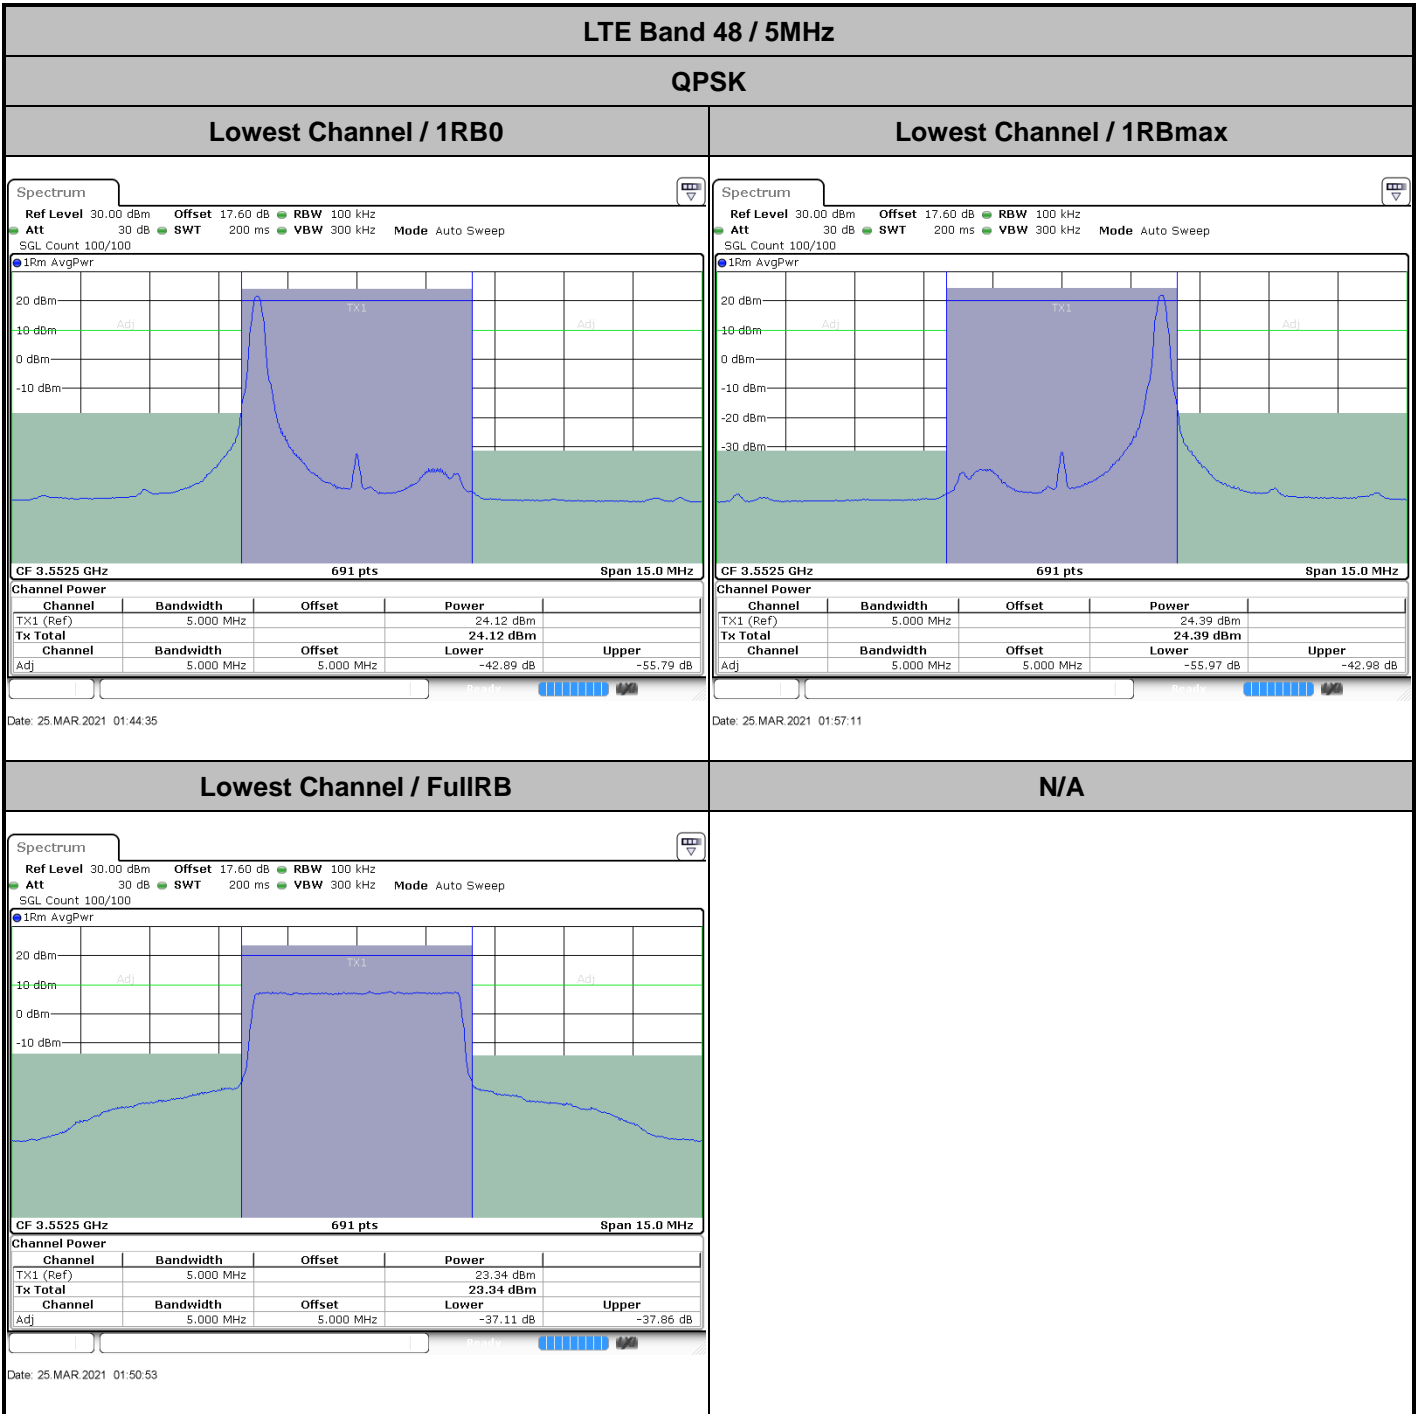 LTE Band 48 / 5MHz
QPSK
Lowest Channel / 1RB0
Lowest Channel / 1RBmax
Spectrum
Ref Level 30.00 dBm Offset 17.60 dB RBW 100 kHz
Att 30 dB SWT 200 ms VBW 300 kHz Mode Auto Sweep
SGL Count 100/100
1Rm AvgPwr
20 dBm
TX1
Adj
Adj
10 dBm
0 dBm
-10 dBm
CF 3.5525 GHz 691 pts Span 15.0 MHz
Channel Power
Channel Bandwidth Offset Power
TX1 (Ref) 5.000 MHz 24.12 dBm
Tx Total 24.12 dBm
Channel Bandwidth Offset Lower Upper
Adj 5.000 MHz 5.000 MHz -42.89 dB -55.79 dB
Ready
Date: 25.MAR.2021 01:44:35
Spectrum
Ref Level 30.00 dBm Offset 17.60 dB RBW 100 kHz
Att 30 dB SWT 200 ms VBW 300 kHz Mode Auto Sweep
SGL Count 100/100
1Rm AvgPwr
20 dBm
TX1
Adj
Adj
10 dBm
0 dBm
-10 dBm
-20 dBm
-30 dBm
CF 3.5525 GHz 691 pts Span 15.0 MHz
Channel Power
Channel Bandwidth Offset Power
TX1 (Ref) 5.000 MHz 24.39 dBm
Tx Total 24.39 dBm
Channel Bandwidth Offset Lower Upper
Adj 5.000 MHz 5.000 MHz -55.97 dB -42.98 dB
Ready
Date: 25.MAR.2021 01:57:11
Lowest Channel / FullRB
N/A
Spectrum
Ref Level 30.00 dBm Offset 17.60 dB RBW 100 kHz
Att 30 dB SWT 200 ms VBW 300 kHz Mode Auto Sweep
SGL Count 100/100
1Rm AvgPwr
20 dBm
TX1
Adj
Adj
10 dBm
0 dBm
-10 dBm
CF 3.5525 GHz 691 pts Span 15.0 MHz
Channel Power
Channel Bandwidth Offset Power
TX1 (Ref) 5.000 MHz 23.34 dBm
Tx Total 23.34 dBm
Channel Bandwidth Offset Lower Upper
Adj 5.000 MHz 5.000 MHz -37.11 dB -37.86 dB
Ready
Date: 25.MAR.2021 01:50:53